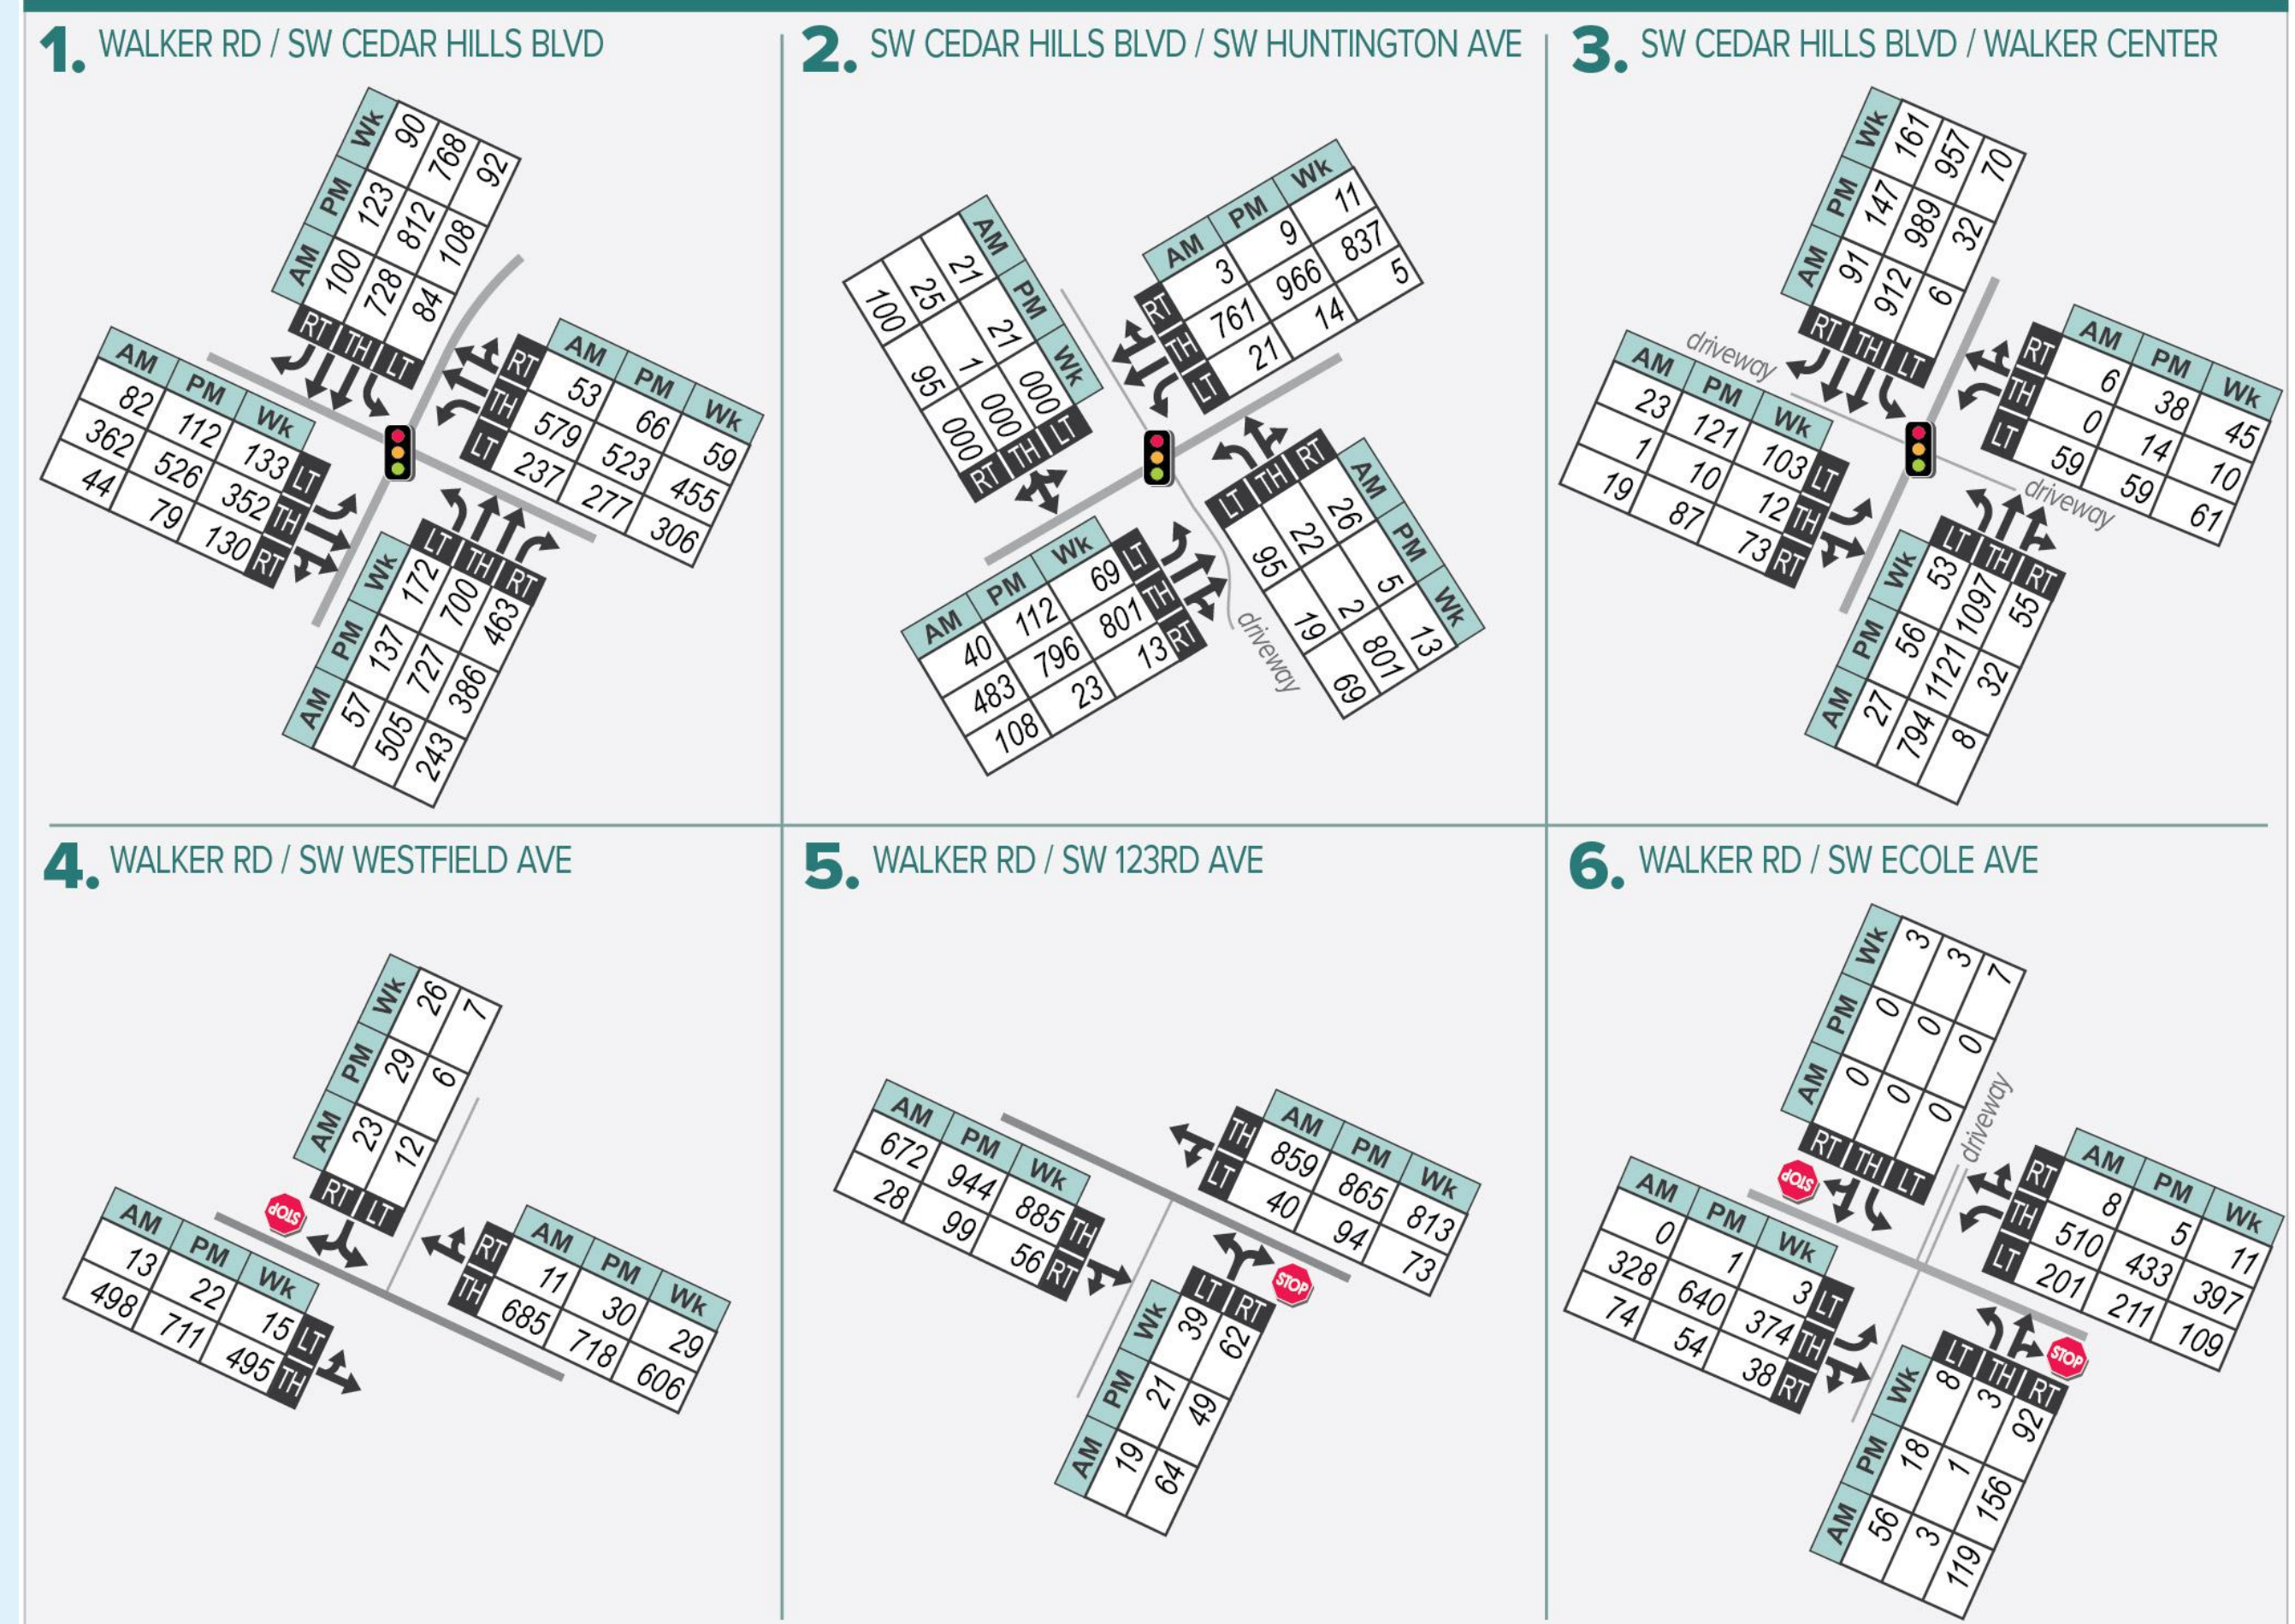 1. WALKER RD / SW CEDAR HILLS BLVD
AM PM Wk
RT 100 123 90
TH 728 812 768
LT 84 108 92
AM PM Wk
82 112 133 LT
362 526 352 TH
44 79 130 RT
AM PM Wk
RT 53 66 59
TH 579 523 455
LT 237 277 306
LT TH RT
Wk 172 700 463
PM 137 727 386
AM 57 505 243
2. SW CEDAR HILLS BLVD / SW HUNTINGTON AVE
AM 21 25 100
PM 21 1 95
Wk 000 000 000
RT TH LT
AM PM Wk
RT 3 9 11
TH 761 966 837
LT 21 14 5
AM PM Wk
40 112 69 LT
483 796 801 TH
108 23 13 RT
LT TH RT
95 22 26 AM
19 2 5 PM
69 801 13 Wk
driveway
3. SW CEDAR HILLS BLVD / WALKER CENTER
AM PM Wk
RT 91 147 161
TH 912 989 957
LT 6 32 70
driveway
AM PM Wk
23 121 103 LT
1 10 12 TH
19 87 73 RT
AM PM Wk
RT 6 38 45
TH 0 14 10
LT 59 59 61
driveway
LT TH RT
Wk 53 1097 55
PM 56 1121 32
AM 27 794 8
4. WALKER RD / SW WESTFIELD AVE
AM PM Wk
RT 23 29 26
LT 12 6 7
STOP
AM PM Wk
13 22 15 LT
498 711 495 TH
AM PM Wk
RT 11 30 29
TH 685 718 606
5. WALKER RD / SW 123RD AVE
AM PM Wk
672 944 885 TH
28 99 56 RT
AM PM Wk
TH 859 865 813
LT 40 94 73
STOP
LT RT
Wk 39 62
PM 21 49
AM 19 64
6. WALKER RD / SW ECOLE AVE
AM PM Wk
RT 0 0 3
TH 0 0 3
LT 0 0 7
STOP
driveway
AM PM Wk
0 1 3 LT
328 640 374 TH
74 54 38 RT
AM PM Wk
RT 8 5 11
TH 510 433 397
LT 201 211 109
STOP
LT TH RT
Wk 8 3 92
PM 18 1 156
AM 56 3 119